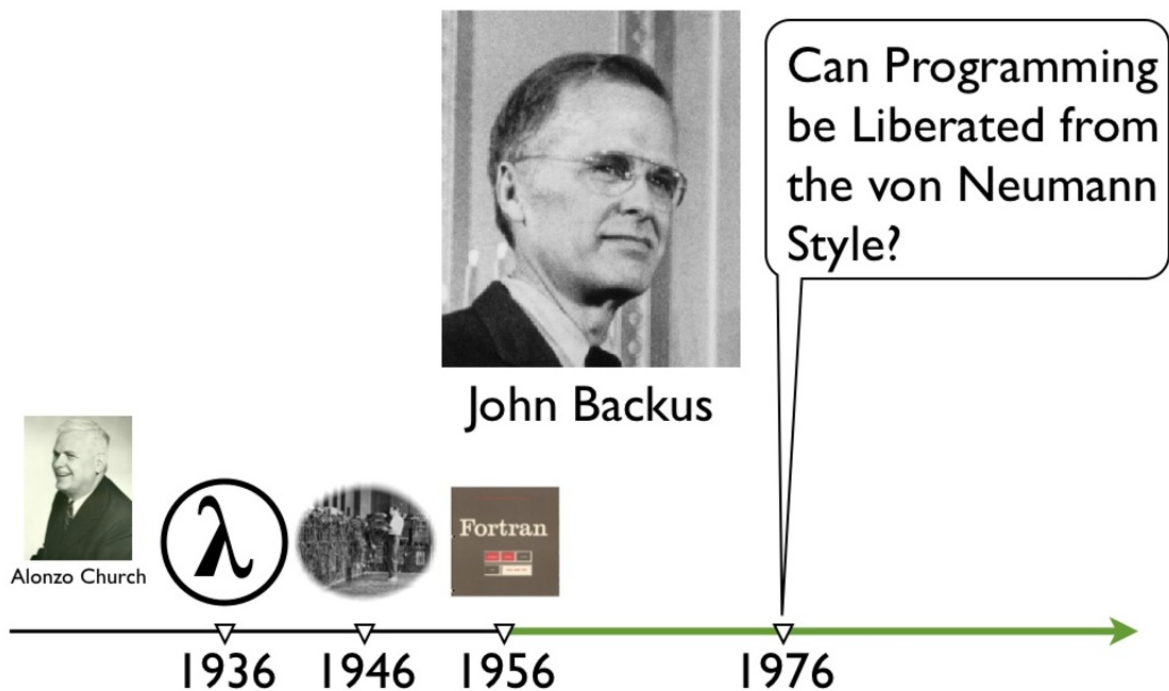 Can Programming
be Liberated from
the von Neumann
Style?
John Backus
Alonzo Church
λ
Fortran
1936
1946
1956
1976